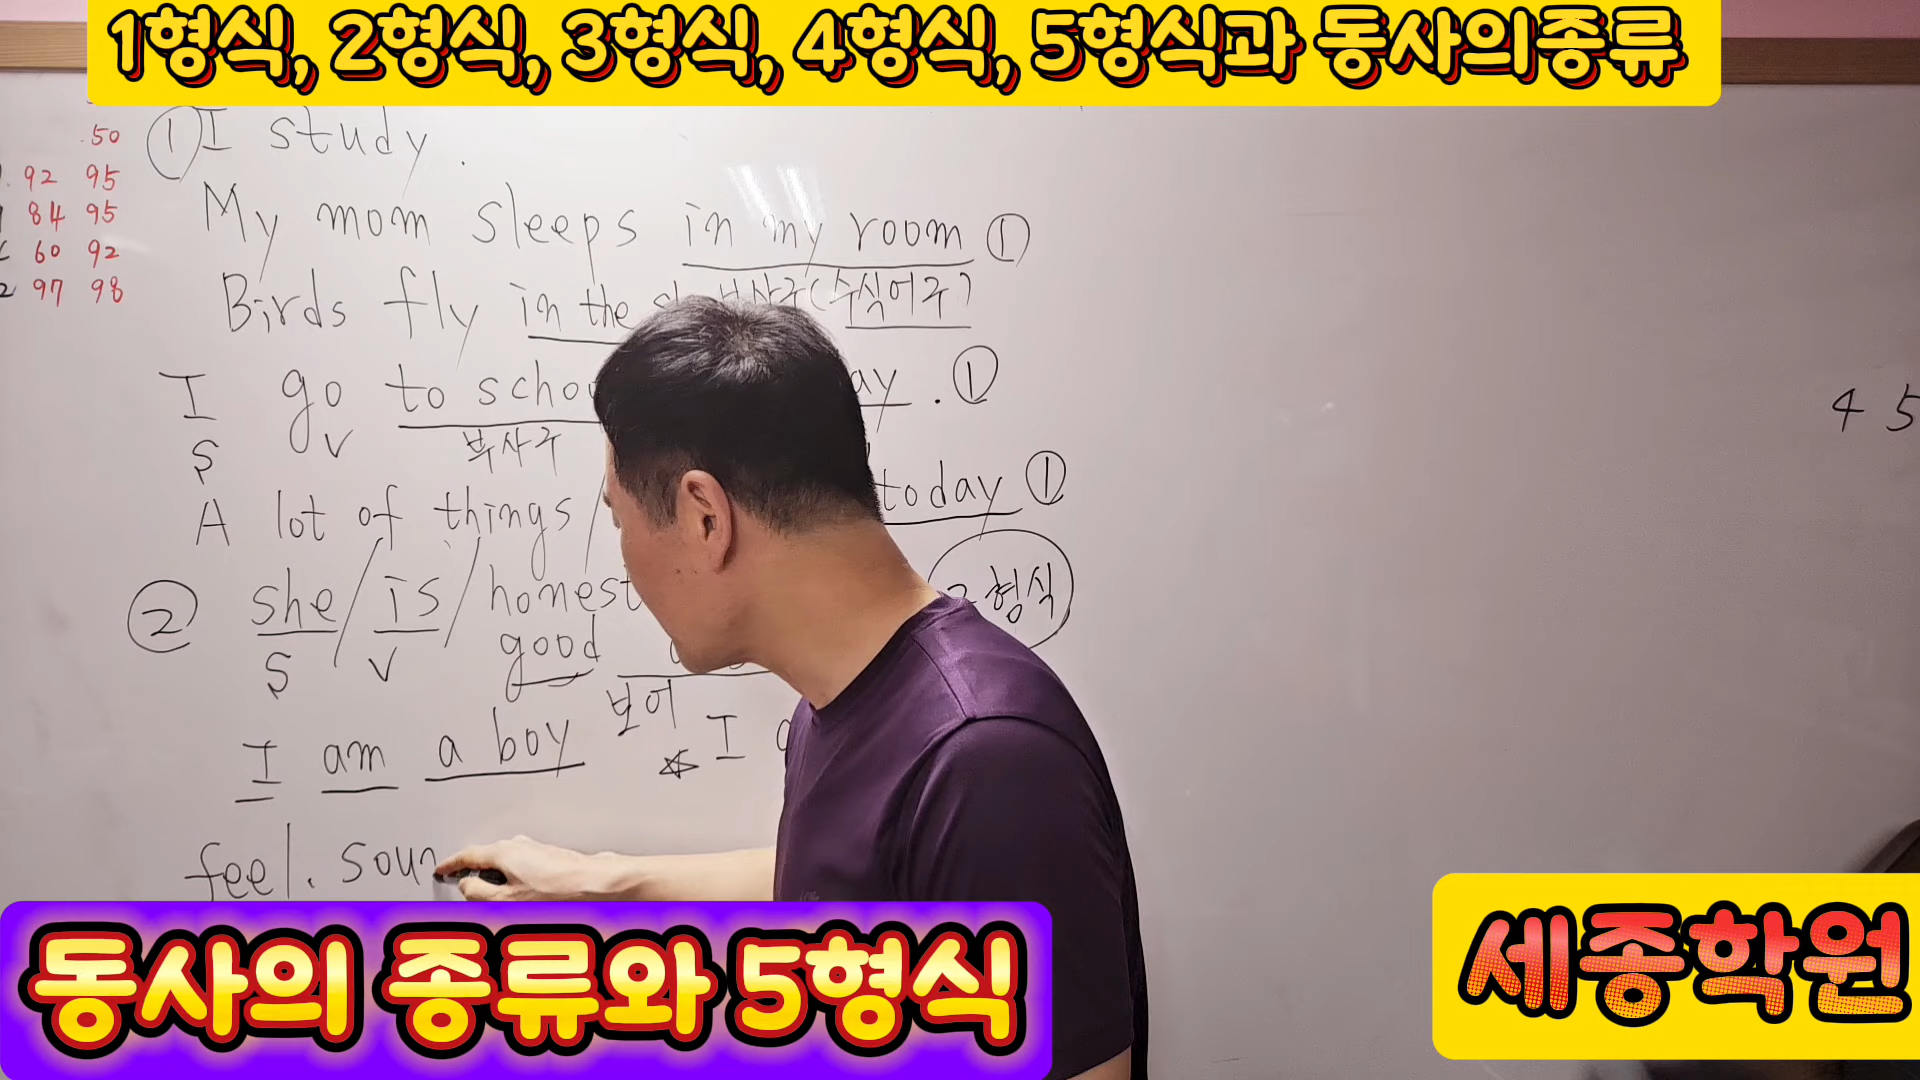 1형식, 2형식, 3형식, 4형식, 5형식과 동사의종류
50
92 95
84 95
60 92
2 97 98
① I study.
My mom sleeps in my room ①
Birds fly in the 부사구(수식어구)
I go to ay. ①
S V 부사구
A lot of things / today ①
② she / is / honest 형식
S V good
보어
I am a boy ☆ I
feel. soun
4 5
동사의 종류와 5형식
세종학원